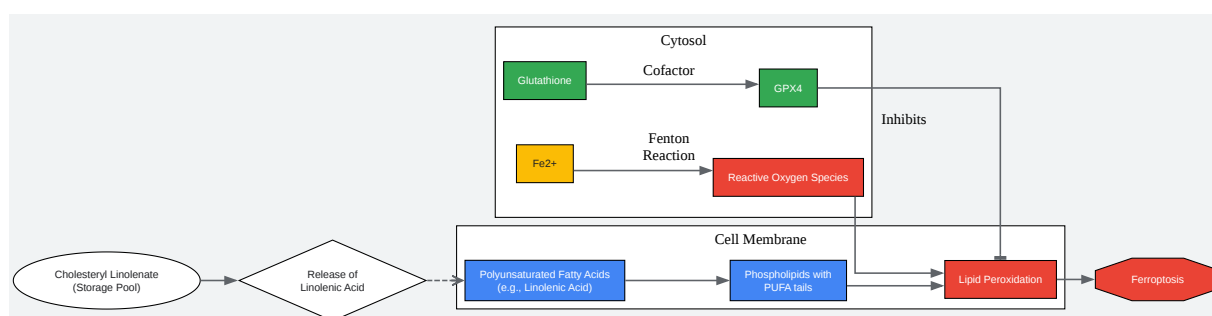 Cytosol
Glutathione
Cofactor
GPX4
Inhibits
Fenton
Reaction
Fe2+
Reactive Oxygen Species
Cell Membrane
Cholesteryl Linolenate
(Storage Pool)
Release of
Linolenic Acid
Polyunsaturated Fatty Acids
(e.g., Linolenic Acid)
Phospholipids with
PUFA tails
Lipid Peroxidation
Ferroptosis